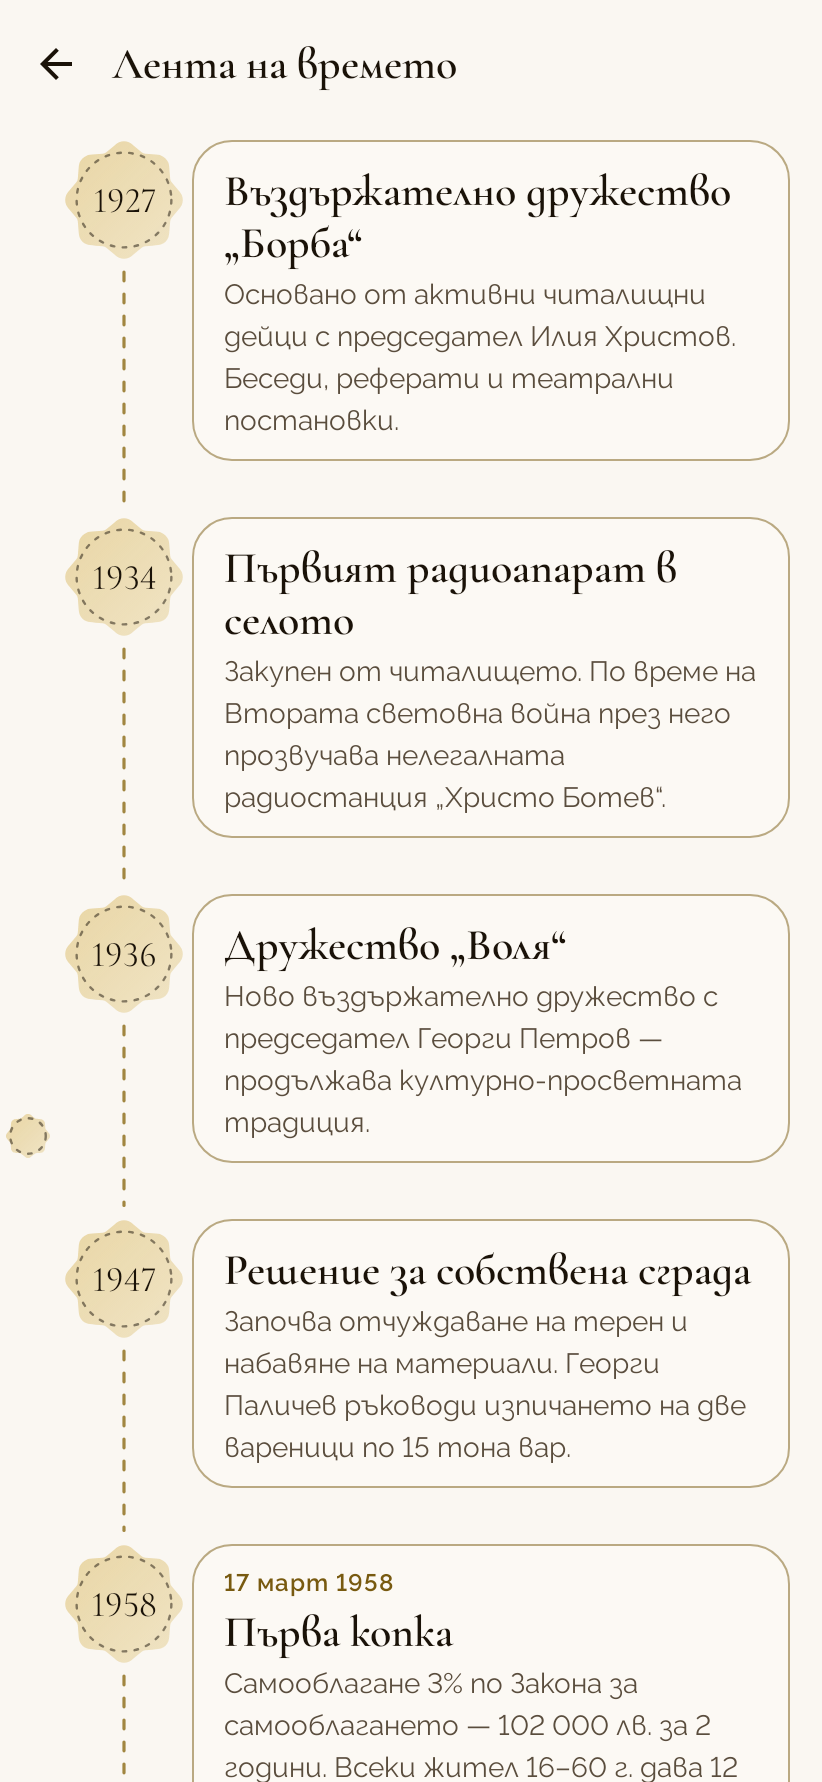 Лента на времето
1927
Въздържателно дружество
„Борба“
Основано от активни читалищни
дейци с председател Илия Христов.
Беседи, реферати и театрални
постановки.
1934
Първият радиоапарат в
селото
Закупен от читалището. По време на
Втората световна война през него
прозвучава нелегалната
радиостанция „Христо Ботев“.
1936
Дружество „Воля“
Ново въздържателно дружество с
председател Георги Петров —
продължава културно-просветната
традиция.
1947
Решение за собствена сграда
Започва отчуждаване на терен и
набавяне на материали. Георги
Паличев ръководи изпичането на две
вареници по 15 тона вар.
1958
17 март 1958
Първа копка
Самооблагане 3% по Закона за
самооблагането — 102 000 лв. за 2
години. Всеки жител 16–60 г. дава 12